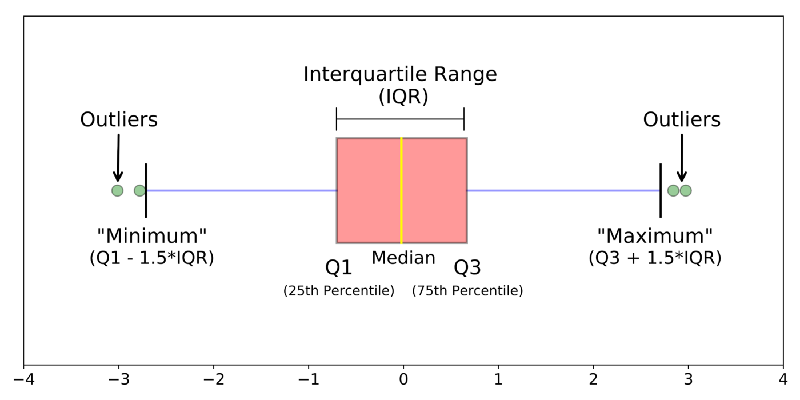 Interquartile Range
(IQR)
Outliers
Outliers
"Minimum"
(Q1 - 1.5*IQR)
"Maximum"
(Q3 + 1.5*IQR)
Median
Q1
Q3
(25th Percentile)
(75th Percentile)
−4
−3
−2
−1
0
1
2
3
4